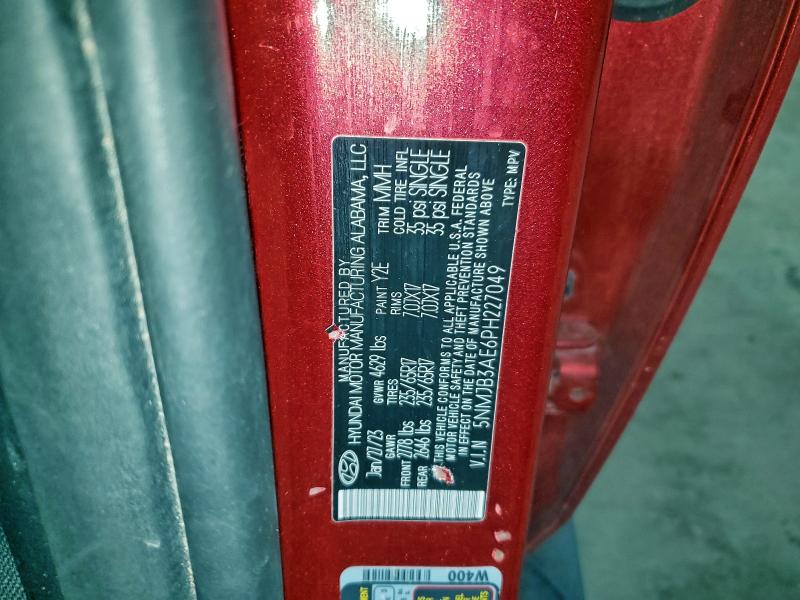 MANUFACTURED BY
HYUNDAI MOTOR MANUFACTURING ALABAMA, LLC
Jan/27/23 GVWR 4629 lbs PAINT Y2E TRIM MMH
GAWR TIRES RIMS COLD TIRE INFL
FRONT 2778 lbs 235/65R17 7.0JX17 35 psi SINGLE
REAR 2646 lbs 235/65R17 7.0JX17 35 psi SINGLE
THIS VEHICLE CONFORMS TO ALL APPLICABLE U.S.A. FEDERAL
MOTOR VEHICLE SAFETY AND THEFT PREVENTION STANDARDS
IN EFFECT ON THE DATE OF MANUFACTURE SHOWN ABOVE
V.I.N 5NMJB3AE6PH227049 TYPE: MPV
W400